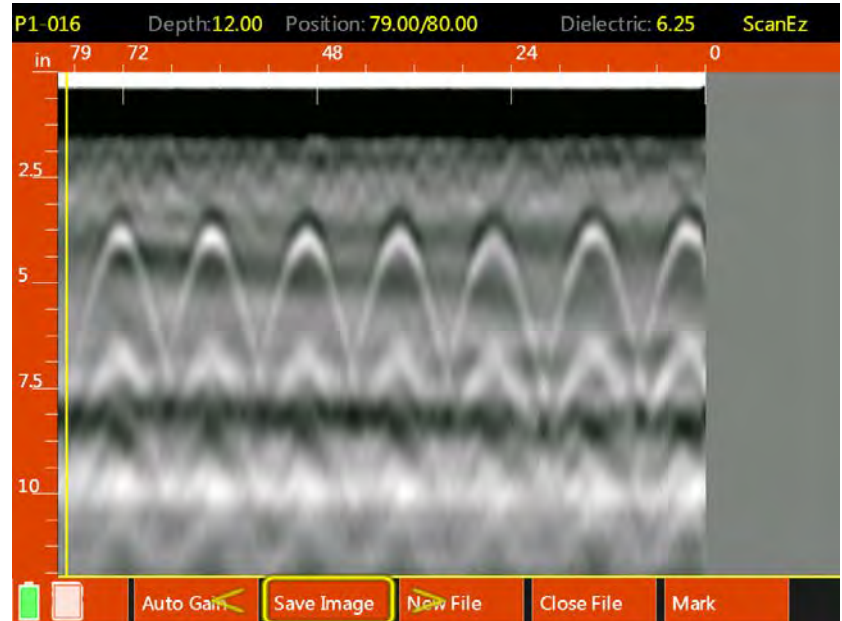 P1-016 Depth:12.00 Position: 79.00/80.00 Dielectric: 6.25 ScanEz
in 79 72 48 24 0
2.5
5
7.5
10
Auto Gain < Save Image > New File Close File Mark